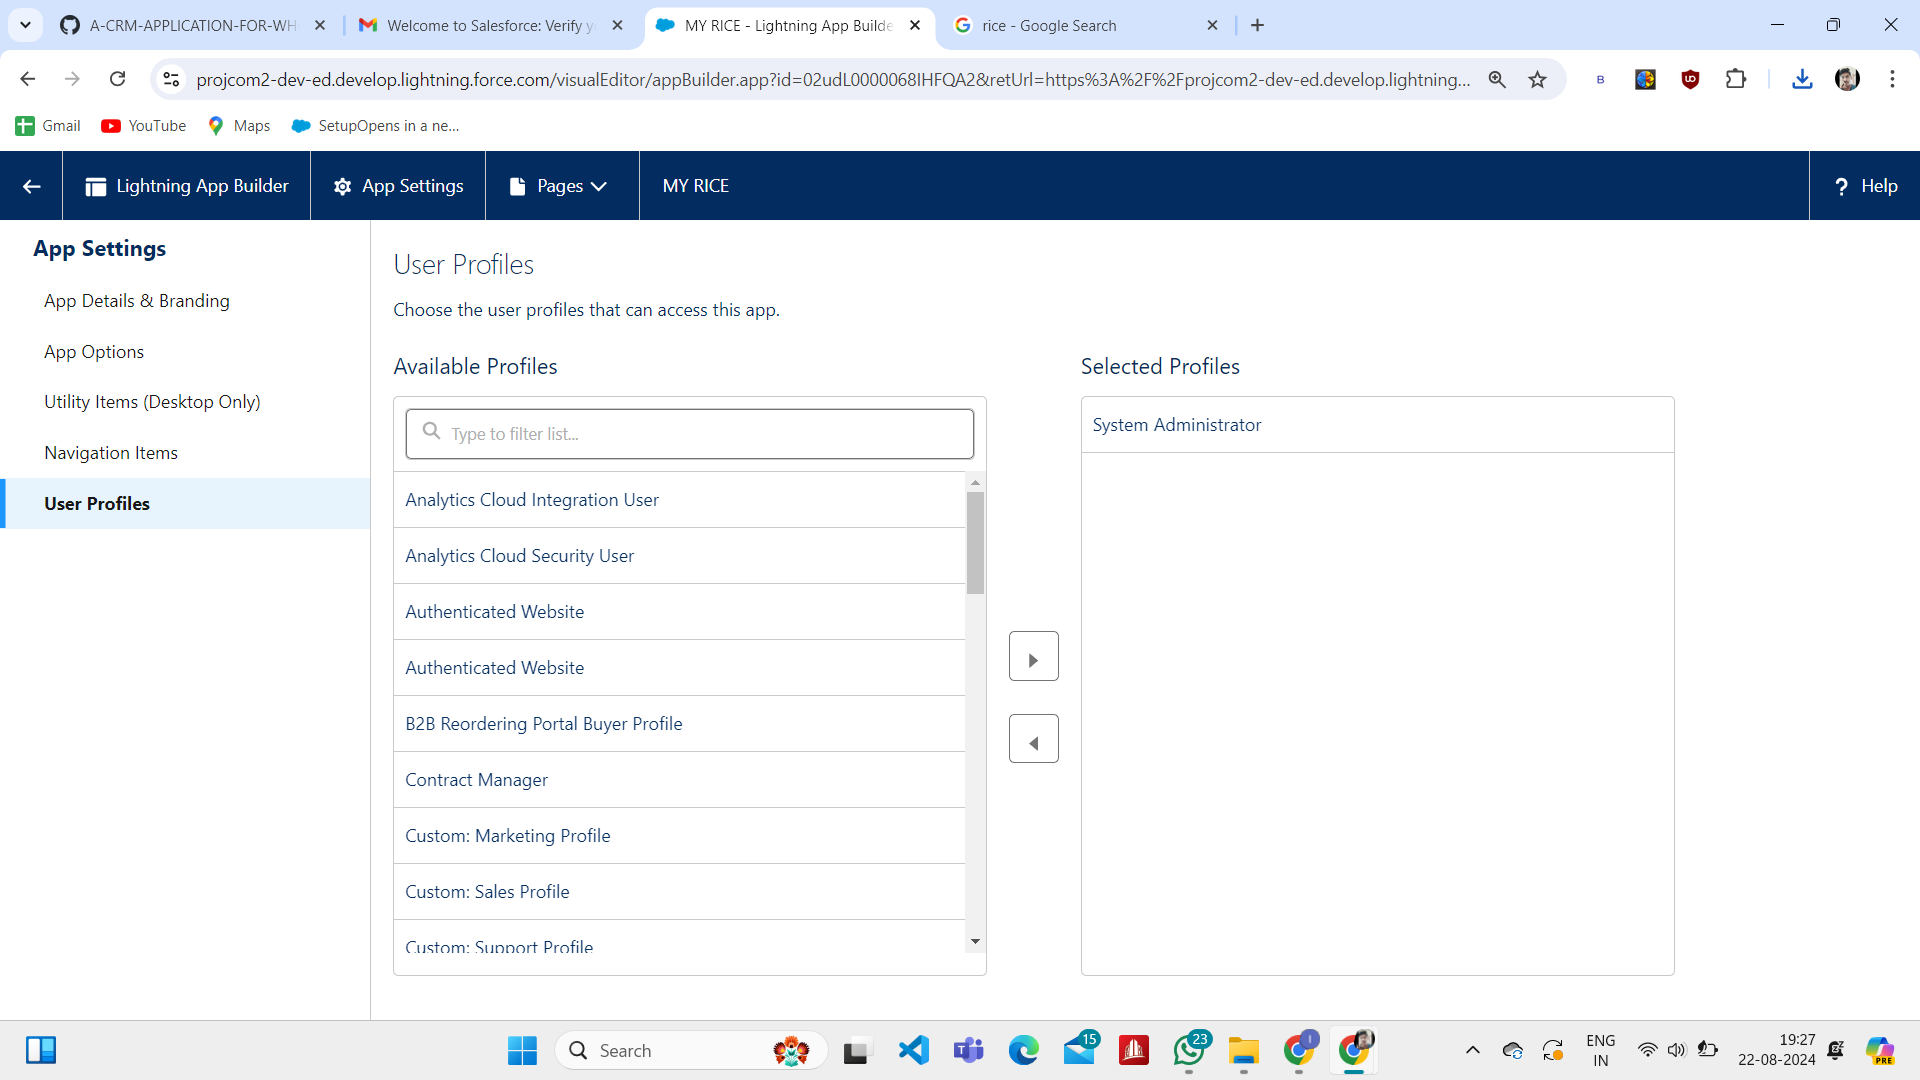 A-CRM-APPLICATION-FOR-WH
Welcome to Salesforce: Verify y
MY RICE - Lightning App Builde
rice - Google Search
projcom2-dev-ed.develop.lightning.force.com/visualEditor/appBuilder.app?id=02udL0000068IHFQA2&retUrl=https%3A%2F%2Fprojcom2-dev-ed.develop.lightning...
Gmail
YouTube
Maps
SetupOpens in a ne...
Lightning App Builder
App Settings
Pages
MY RICE
? Help
App Settings
App Details & Branding
App Options
Utility Items (Desktop Only)
Navigation Items
User Profiles
User Profiles
Choose the user profiles that can access this app.
Available Profiles
Type to filter list...
Analytics Cloud Integration User
Analytics Cloud Security User
Authenticated Website
Authenticated Website
B2B Reordering Portal Buyer Profile
Contract Manager
Custom: Marketing Profile
Custom: Sales Profile
Custom: Support Profile
Selected Profiles
System Administrator
Search
15
23
ENG
IN
19:27
22-08-2024
PRE